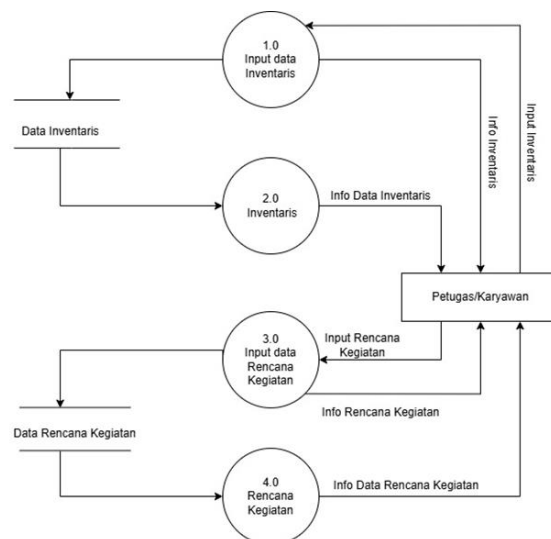 1.0
Input data
Inventaris
Data Inventaris
Info Inventaris
Input Inventaris
2.0
Inventaris
Info Data Inventaris
Petugas/Karyawan
3.0
Input data
Rencana
Kegiatan
Input Rencana
Kegiatan
Info Rencana Kegiatan
Data Rencana Kegiatan
4.0
Rencana
Kegiatan
Info Data Rencana Kegiatan